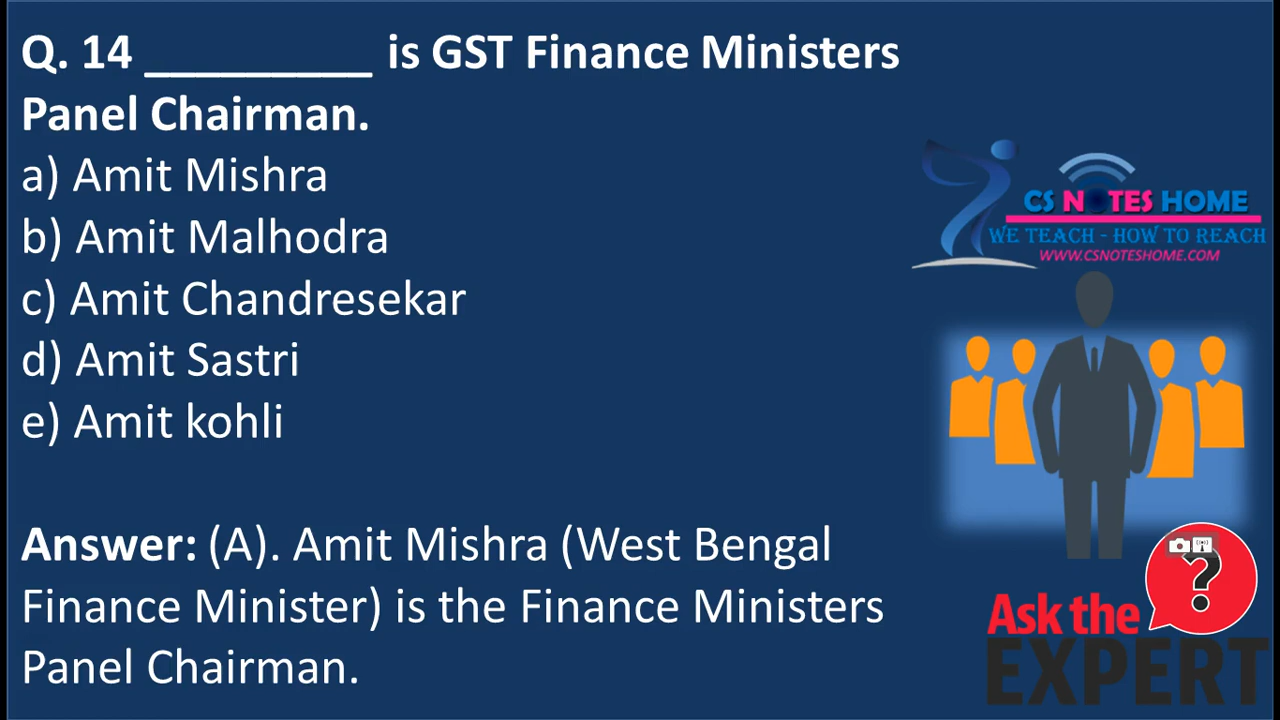 Q. 14 _________ is GST Finance Ministers
Panel Chairman.
a) Amit Mishra
b) Amit Malhodra
c) Amit Chandresekar
d) Amit Sastri
e) Amit kohli
Answer: (A). Amit Mishra (West Bengal
Finance Minister) is the Finance Ministers
Panel Chairman.
CS NOTES HOME
WE TEACH - HOW TO REACH
WWW.CSNOTESHOME.COM
?
Ask the
EXPERT